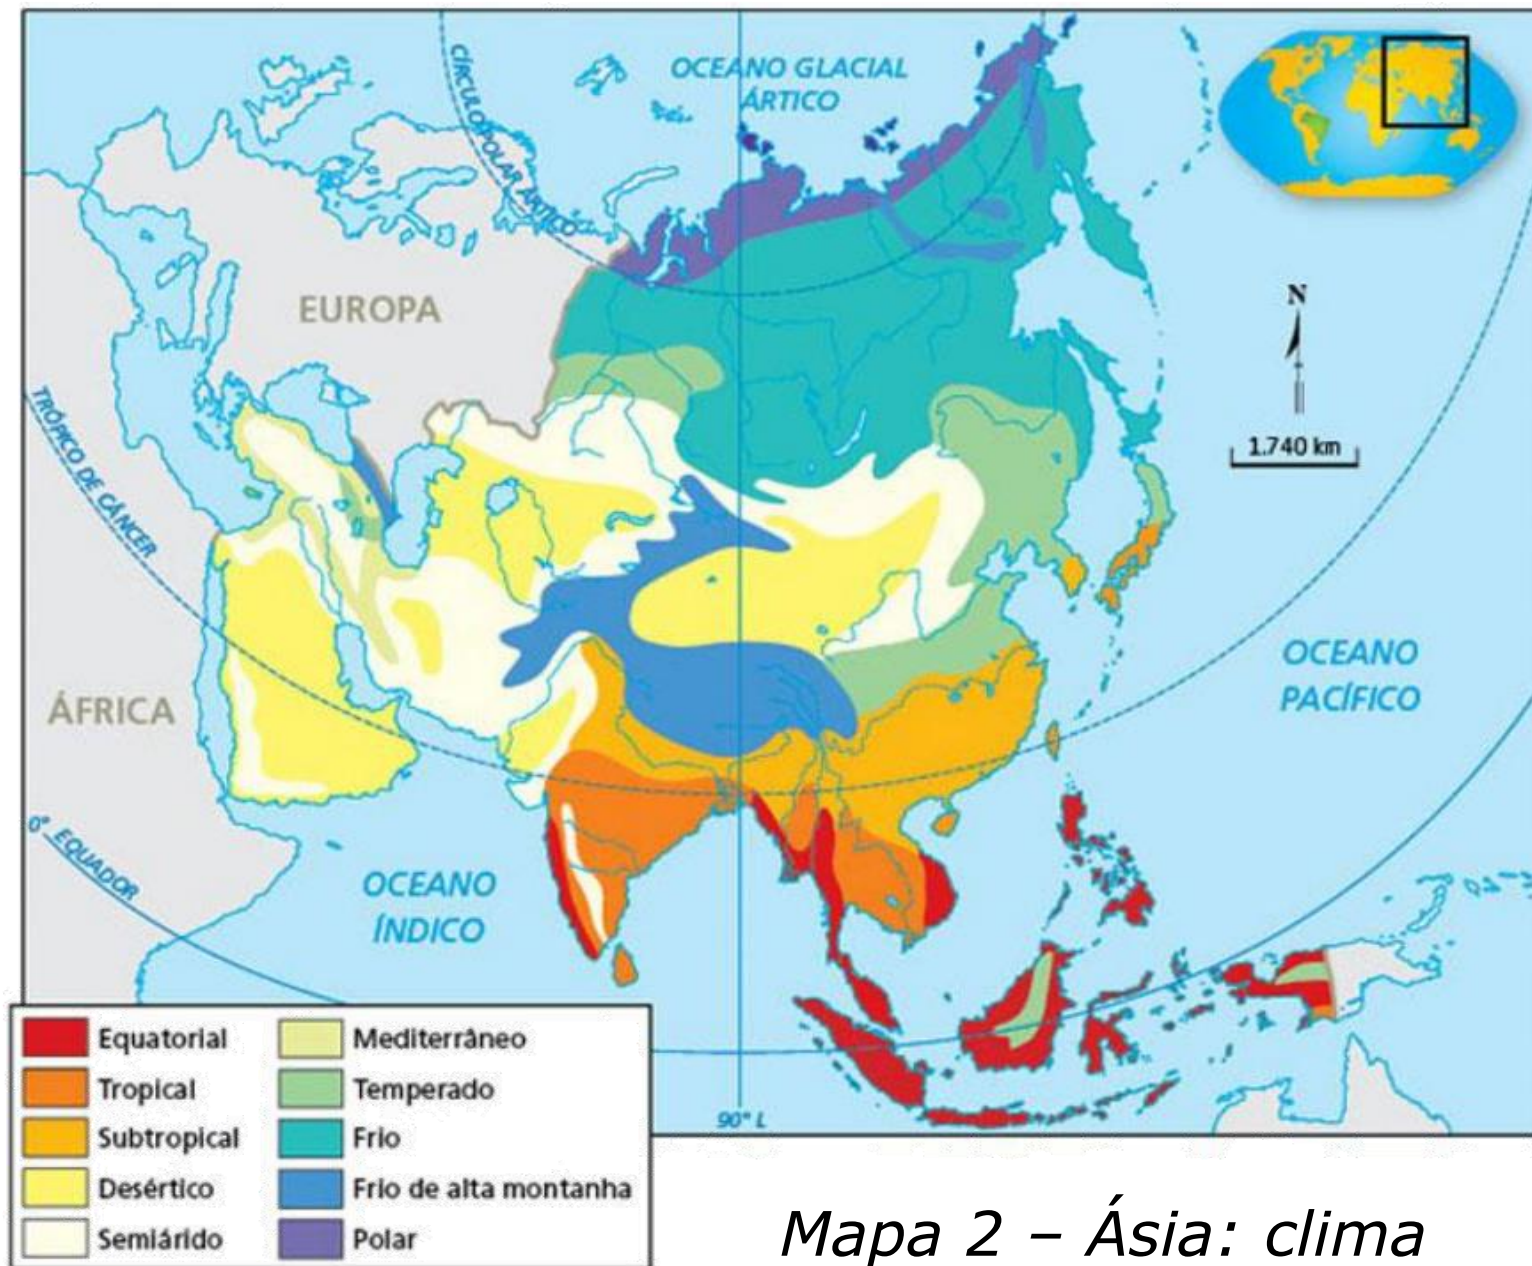 OCEANO GLACIAL
ÁRTICO
CÍRCULO POLAR ÁRTICO
EUROPA
N
1.740 km
TRÓPICO DE CÂNCER
OCEANO
PACÍFICO
ÁFRICA
0° EQUADOR
OCEANO
ÍNDICO
90° L
Equatorial
Tropical
Subtropical
Desértico
Semiárido
Mediterrâneo
Temperado
Frio
Frio de alta montanha
Polar
Mapa 2 – Ásia: clima